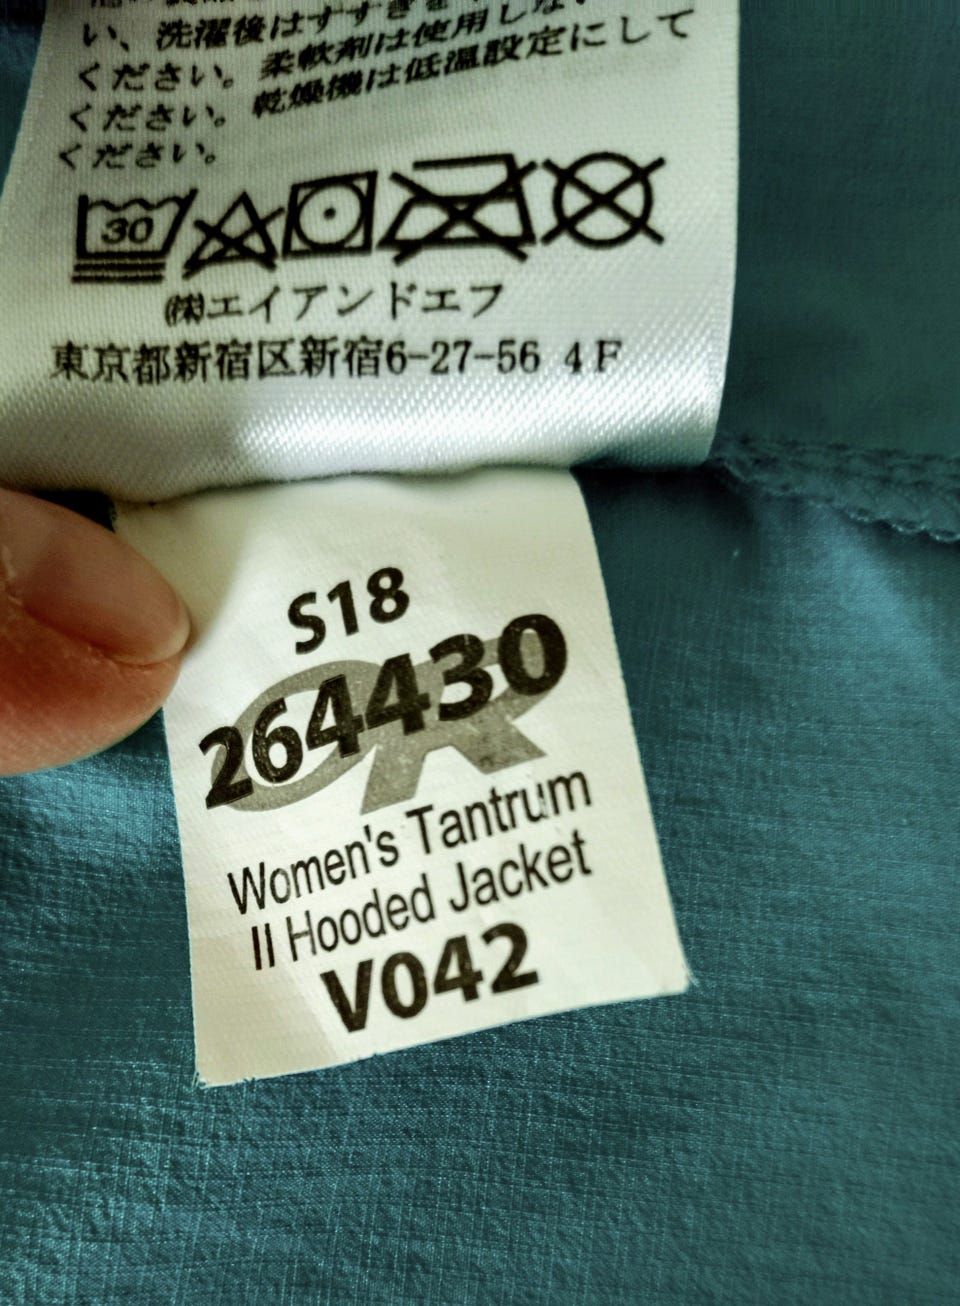 い、洗濯後はすすぎを
ください。柔軟剤は使用しな
ください。乾燥機は低温設定にして
ください。
30
㈱エイアンドエフ
東京都新宿区新宿6-27-56 4F
S18
264430
OR
Women's Tantrum
II Hooded Jacket
V042